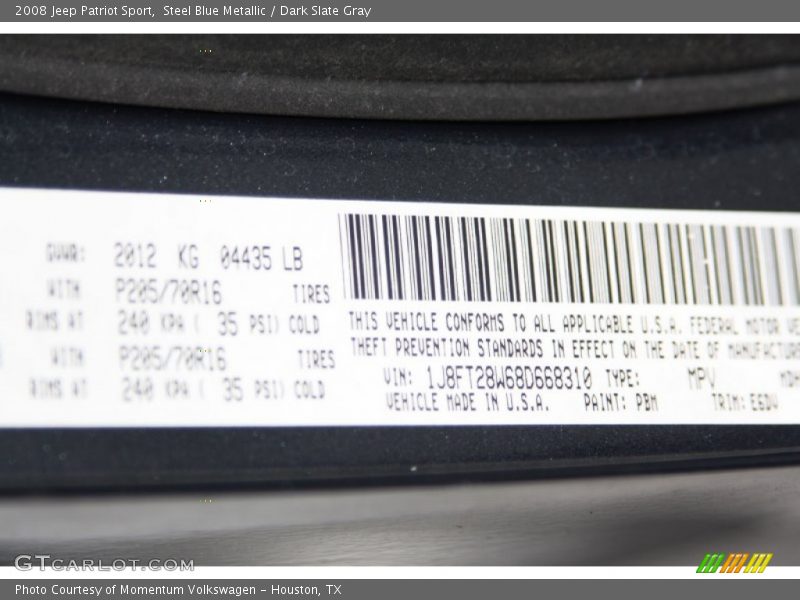 2008 Jeep Patriot Sport,  Steel Blue Metallic / Dark Slate Gray
GVWR: 2012 KG 04435 LB
WITH P205/70R16 TIRES
RIMS AT 240 KPA ( 35 PSI) COLD
WITH P205/70R16 TIRES
RIMS AT 240 KPA ( 35 PSI) COLD
THIS VEHICLE CONFORMS TO ALL APPLICABLE U.S.A. FEDERAL MOTOR VE
THEFT PREVENTION STANDARDS IN EFFECT ON THE DATE OF MANUFACTURE
VIN: 1J8FT28W68D668310 TYPE: MPV MDH
VEHICLE MADE IN U.S.A. PAINT: PBM TRIM: E6DV
GTCARLOT.COM
Photo Courtesy of Momentum Volkswagen - Houston, TX